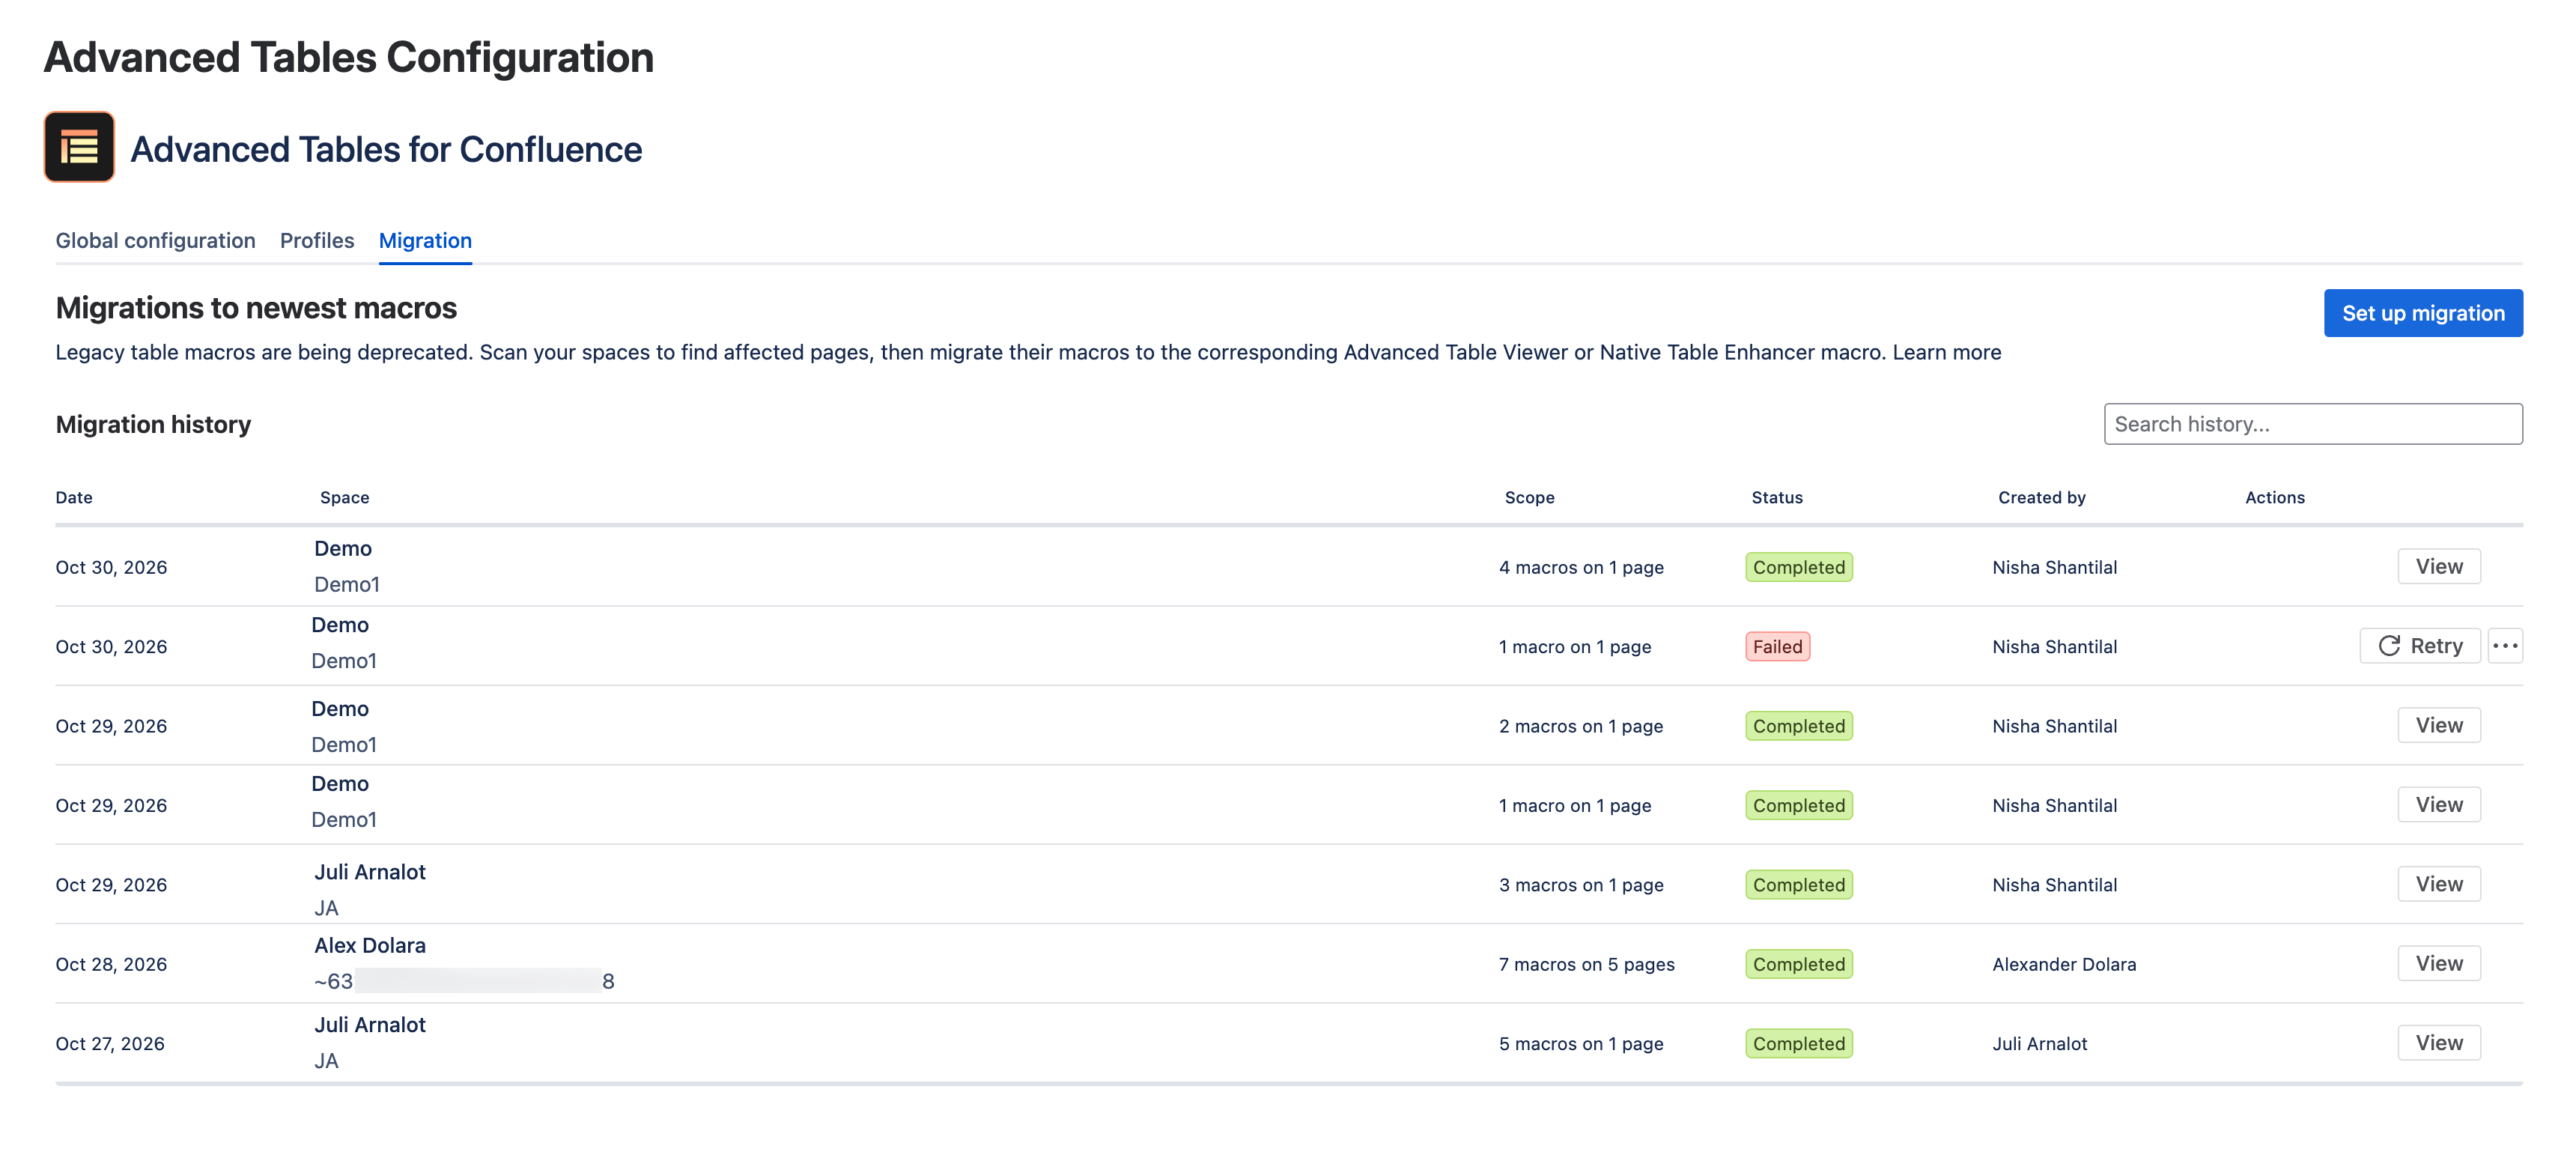 Advanced Tables Configuration
Advanced Tables for Confluence
Global configuration Profiles Migration
Migrations to newest macros
Set up migration
Legacy table macros are being deprecated. Scan your spaces to find affected pages, then migrate their macros to the corresponding Advanced Table Viewer or Native Table Enhancer macro. Learn more
Migration history
Search history...
Date Space Scope Status Created by Actions
Oct 30, 2026 Demo 4 macros on 1 page Completed Nisha Shantilal View
Demo1
Oct 30, 2026 Demo 1 macro on 1 page Failed Nisha Shantilal Retry ...
Demo1
Oct 29, 2026 Demo 2 macros on 1 page Completed Nisha Shantilal View
Demo1
Oct 29, 2026 Demo 1 macro on 1 page Completed Nisha Shantilal View
Demo1
Oct 29, 2026 Juli Arnalot 3 macros on 1 page Completed Nisha Shantilal View
JA
Oct 28, 2026 Alex Dolara 7 macros on 5 pages Completed Alexander Dolara View
~63 8
Oct 27, 2026 Juli Arnalot 5 macros on 1 page Completed Juli Arnalot View
JA